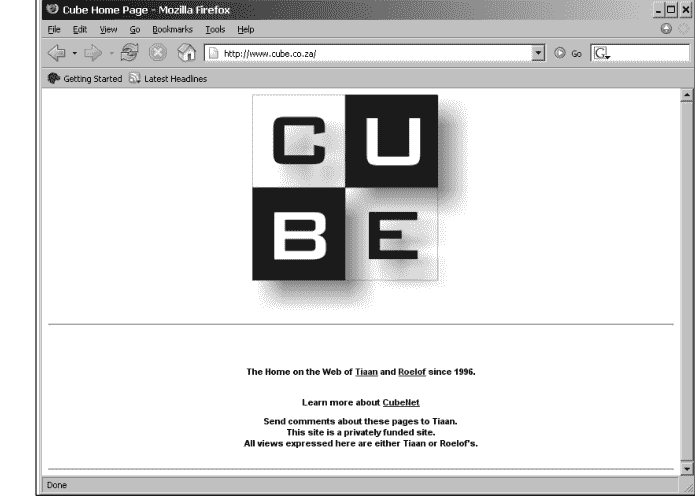 Cube Home Page - Mozilla Firefox
File Edit View Go Bookmarks Tools Help
http://www.cube.co.za/ Go G
Getting Started Latest Headlines
C U
B E
The Home on the Web of Tiaan and Roelof since 1996.
Learn more about CubeNet
Send comments about these pages to Tiaan.
This site is a privately funded site.
All views expressed here are either Tiaan or Roelof's.
Done